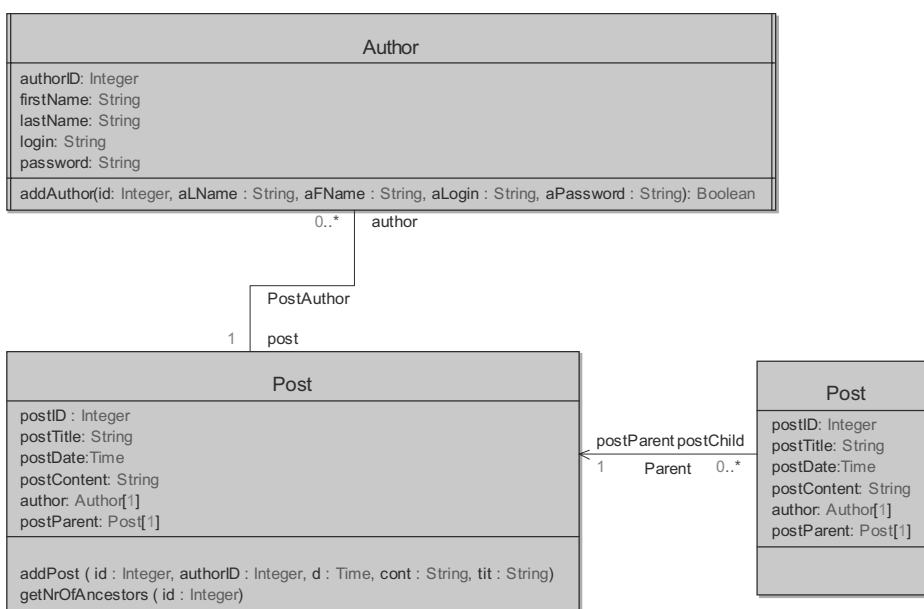 Author
authorID: Integer
firstName: String
lastName: String
login: String
password: String
addAuthor(id: Integer, aLName : String, aFName : String, aLogin : String, aPassword : String): Boolean
0..* author
PostAuthor
1 post
Post
postID : Integer
postTitle: String
postDate:Time
postContent: String
author: Author[1]
postParent: Post[1]
addPost ( id : Integer, authorID : Integer, d : Time, cont : String, tit : String)
getNrOfAncestors ( id : Integer)
postParent postChild
1 Parent 0..*
Post
postID: Integer
postTitle: String
postDate:Time
postContent: String
author: Author[1]
postParent: Post[1]